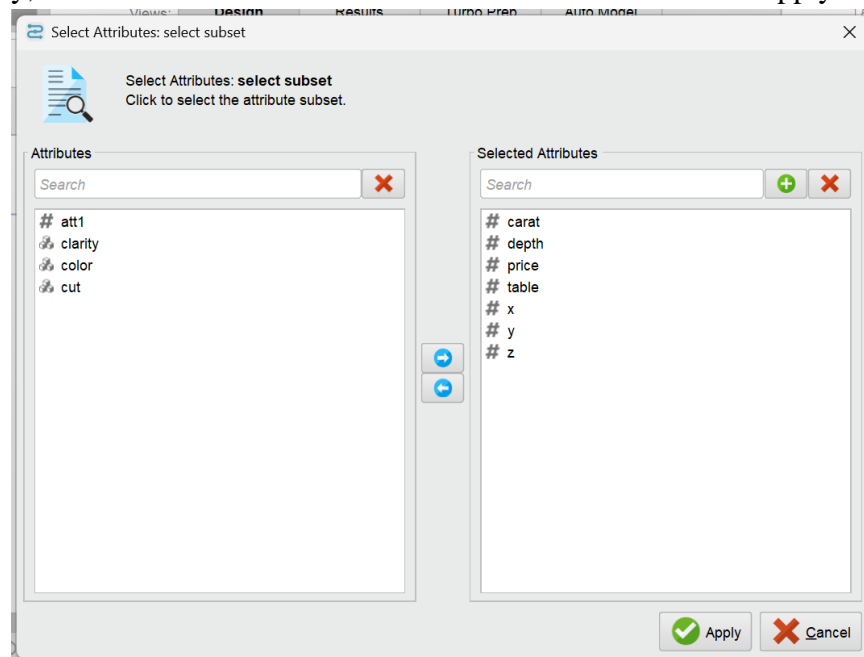 Views: Design Results Turbo Prep Auto Model
Select Attributes: select subset
Select Attributes: select subset
Click to select the attribute subset.
Attributes
Search
# att1
clarity
color
cut
Selected Attributes
Search
# carat
# depth
# price
# table
# x
# y
# z
Apply Cancel